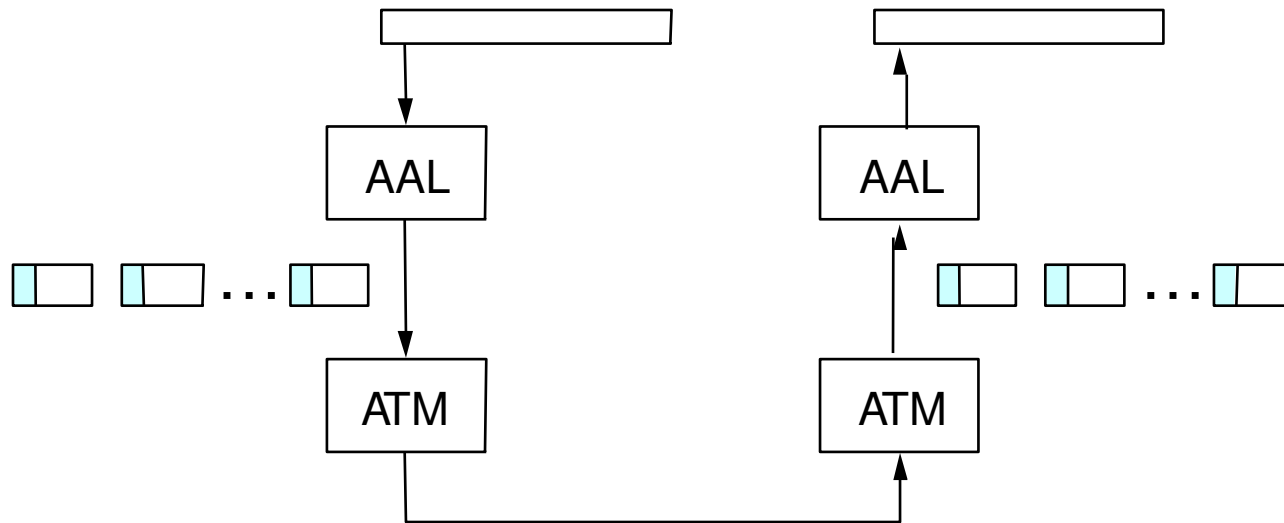 AAL
AAL
. . .
. . .
ATM
ATM